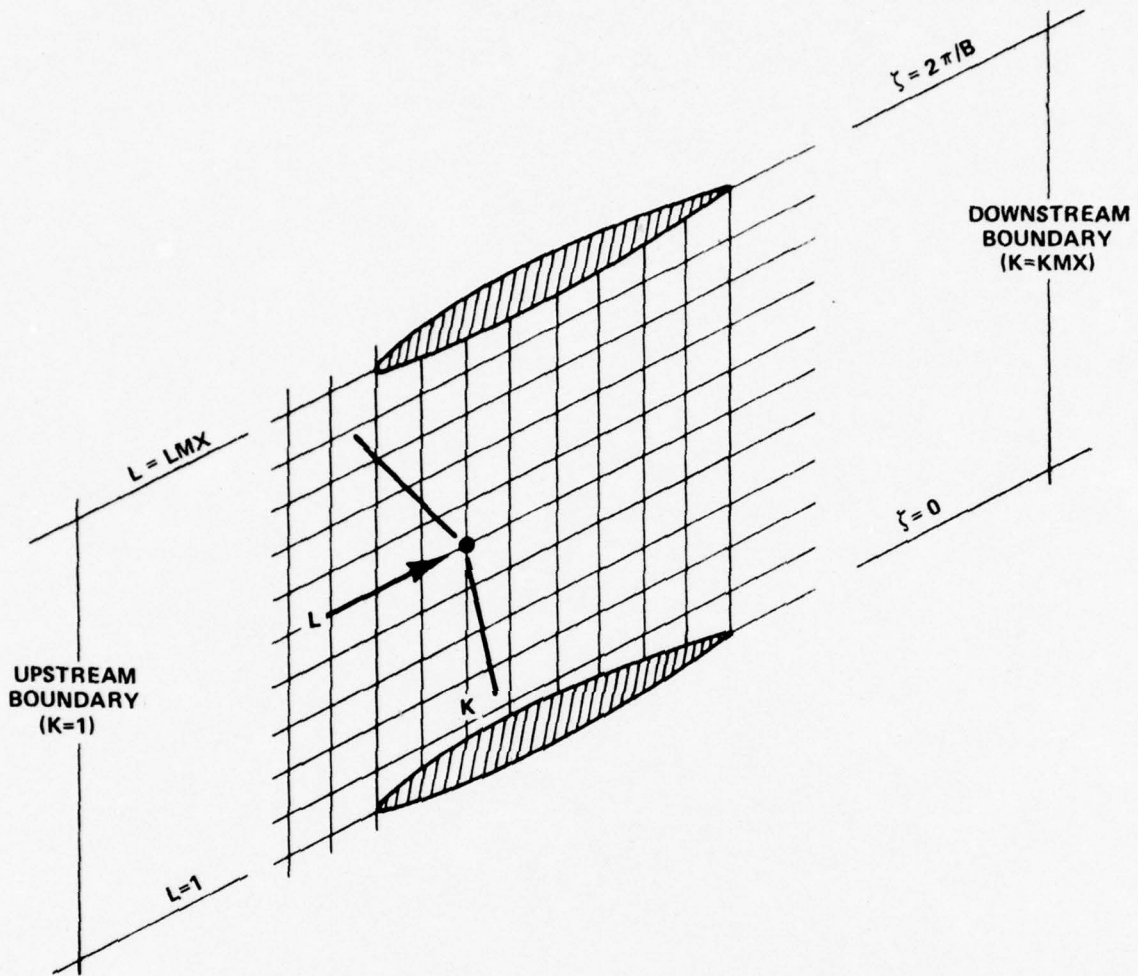 ζ = 2π/B
DOWNSTREAM
BOUNDARY
(K=KMX)
L = LMX
ζ = 0
L
UPSTREAM
BOUNDARY
(K=1)
K
L=1